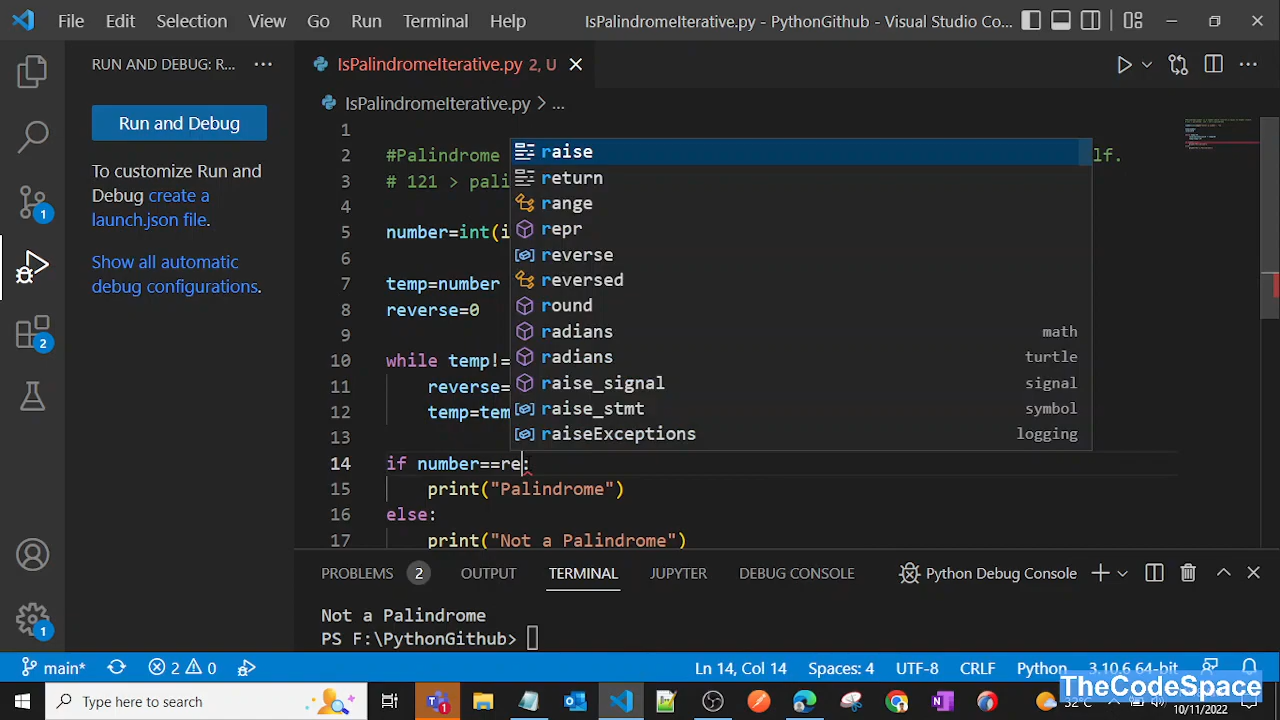 File Edit Selection View Go Run Terminal Help IsPalindromeIterative.py - PythonGithub - Visual Studio Co...
RUN AND DEBUG: R... ...
Run and Debug
To customize Run and
Debug create a
launch.json file.
Show all automatic
debug configurations.
1
1
2
1
IsPalindromeIterative.py 2, U
IsPalindromeIterative.py > ...
1
2 #Palindrome lf.
3 # 121 > pali
4
5 number=int(i
6
7 temp=number
8 reverse=0
9
10 while temp!=
11 reverse=
12 temp=tem
13
14 if number==re:
15 print("Palindrome")
16 else:
17 print("Not a Palindrome")
raise
return
range
repr
reverse
reversed
round
radians math
radians turtle
raise_signal signal
raise_stmt symbol
raiseExceptions logging
PROBLEMS 2 OUTPUT TERMINAL JUPYTER DEBUG CONSOLE Python Debug Console
Not a Palindrome
PS F:\PythonGithub>
main* 2 0 Ln 14, Col 14 Spaces: 4 UTF-8 CRLF Python 3.10.6 64-bit
Type here to search
1
32°C
10/11/2022
TheCodeSpace